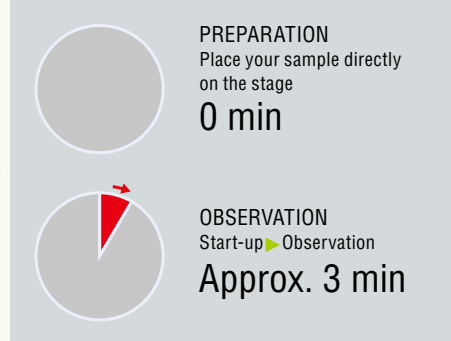 PREPARATION
Place your sample directly
on the stage
0 min
OBSERVATION
Start-up▶Observation
Approx. 3 min